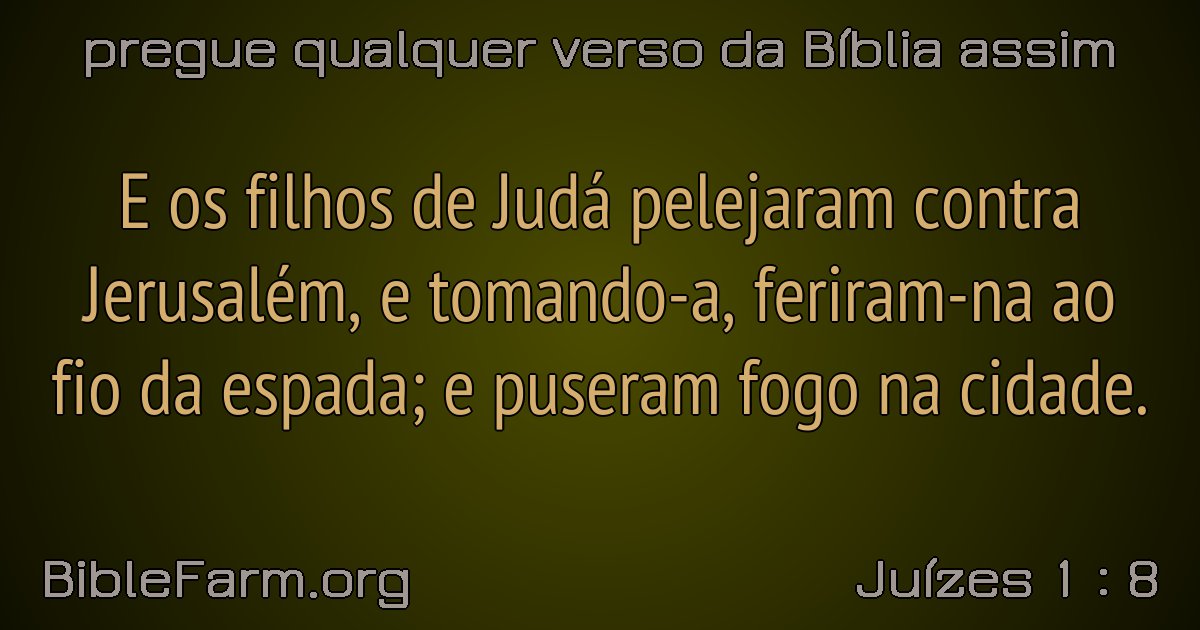 pregue qualquer verso da Bíblia assim
E os filhos de Judá pelejaram contra
Jerusalém, e tomando-a, feriram-na ao
fio da espada; e puseram fogo na cidade.
BibleFarm.org
Juízes 1 : 8